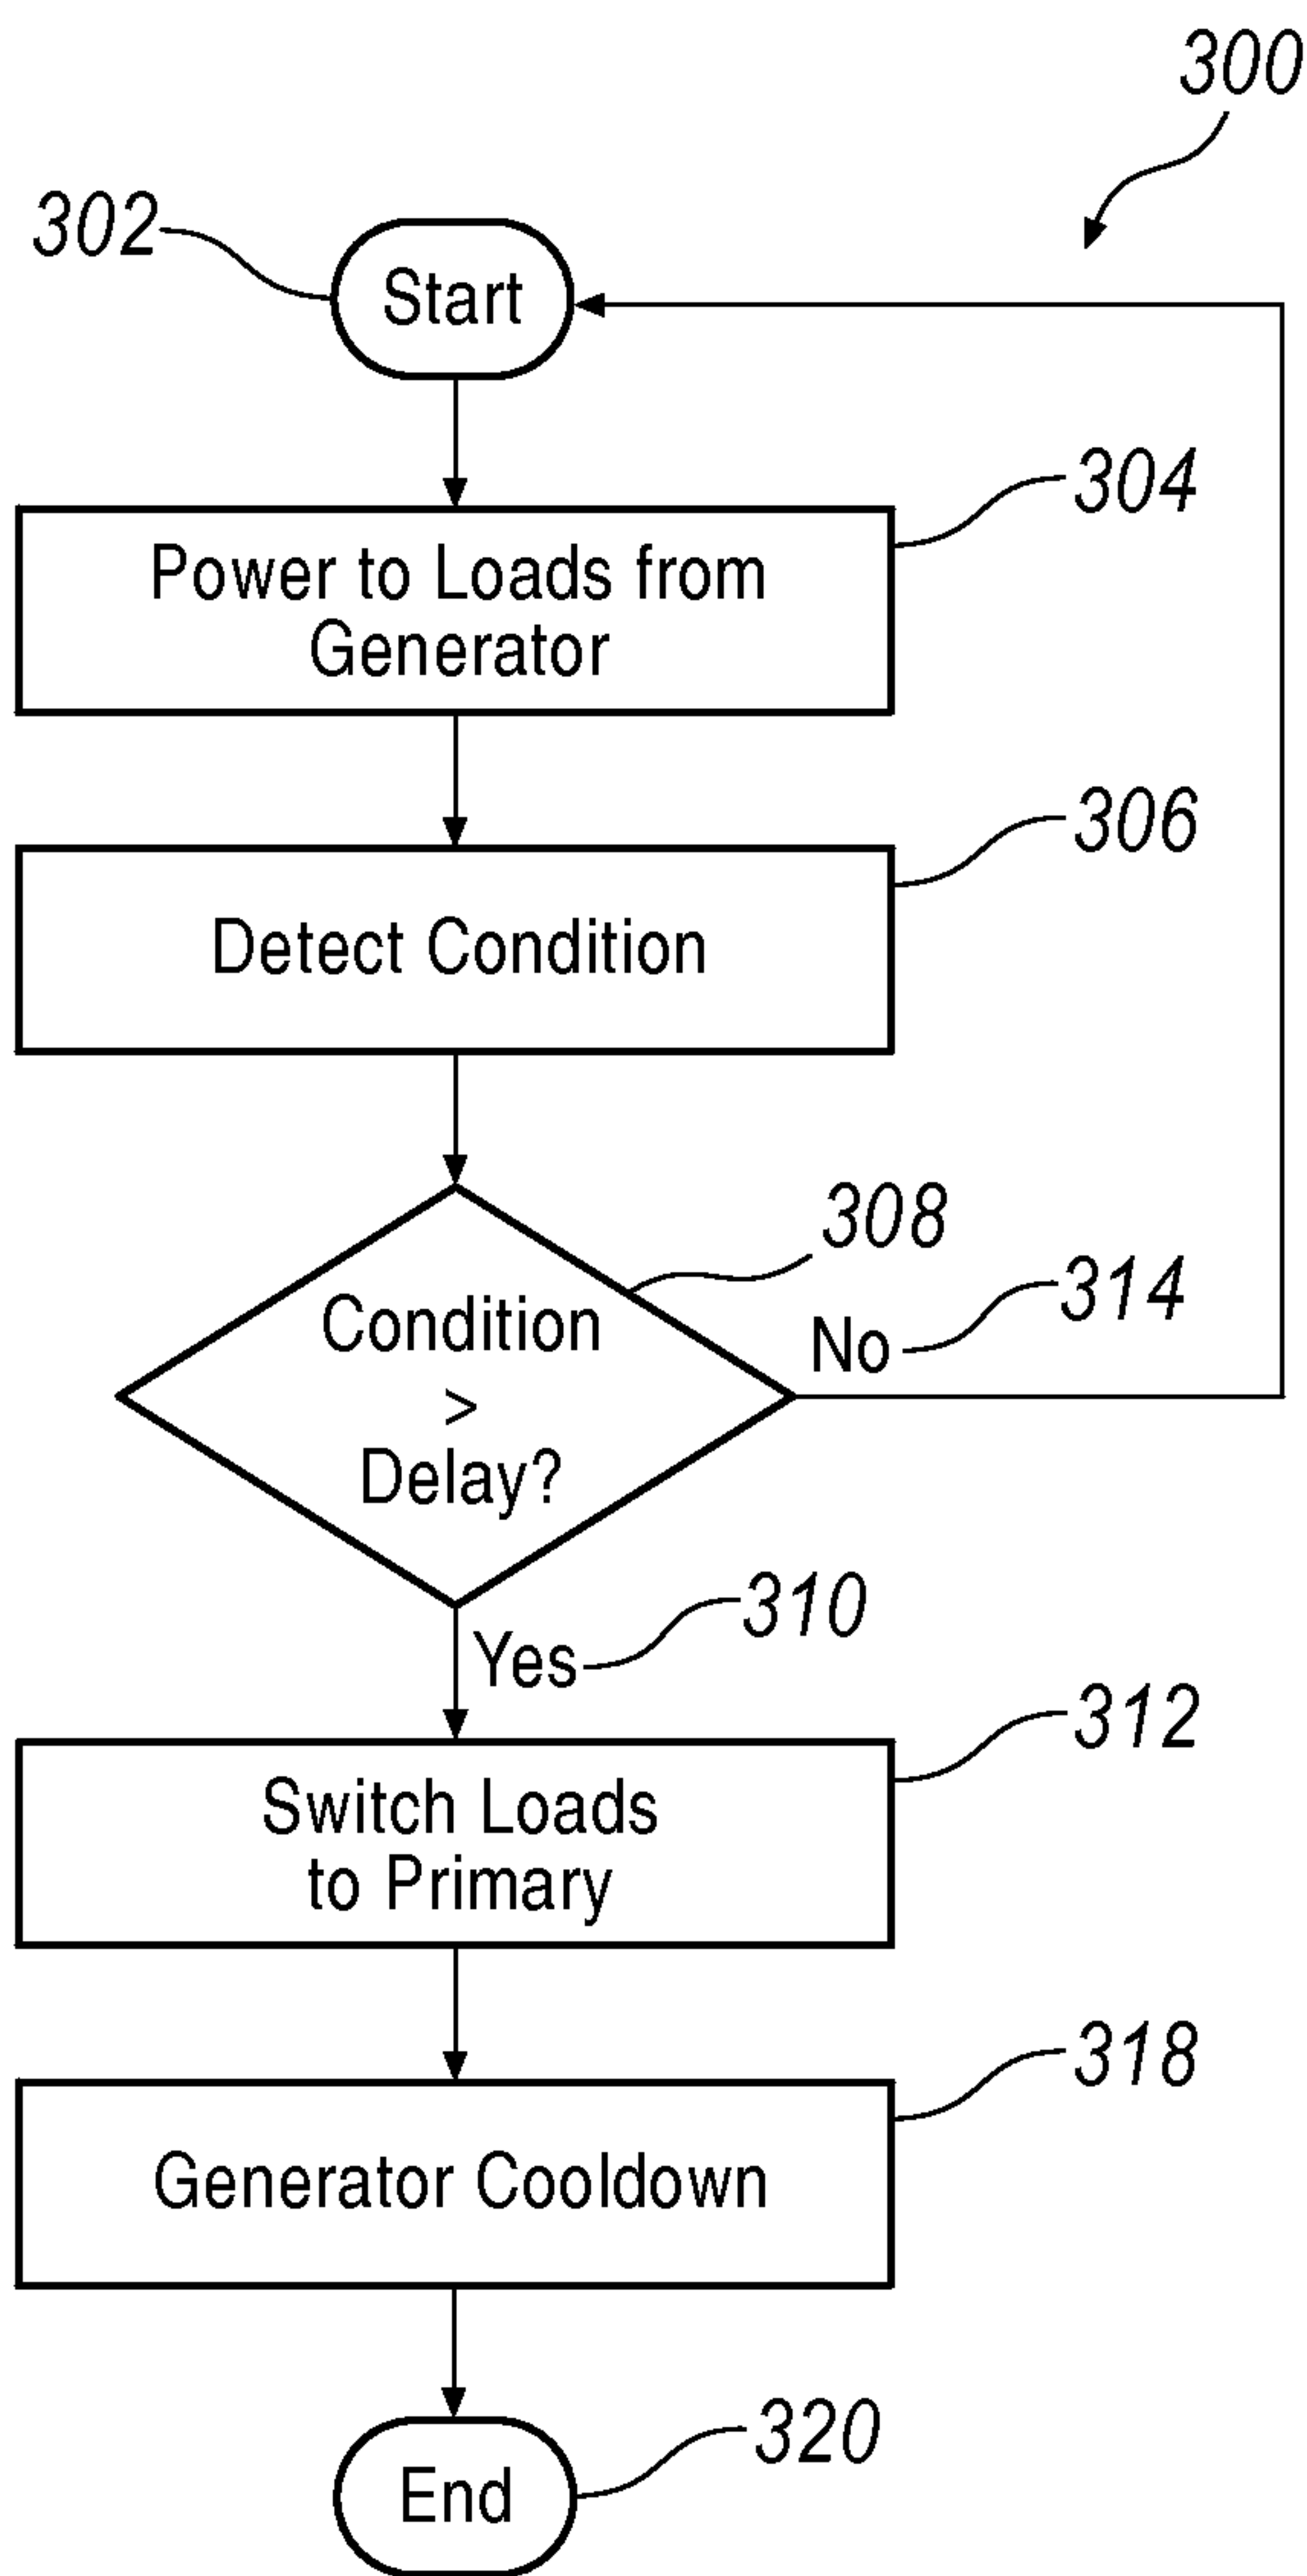 300
302
Start
304
Power to Loads from
Generator
306
Detect Condition
308
314
Condition
>
Delay?
No
310
Yes
312
Switch Loads
to Primary
318
Generator Cooldown
320
End